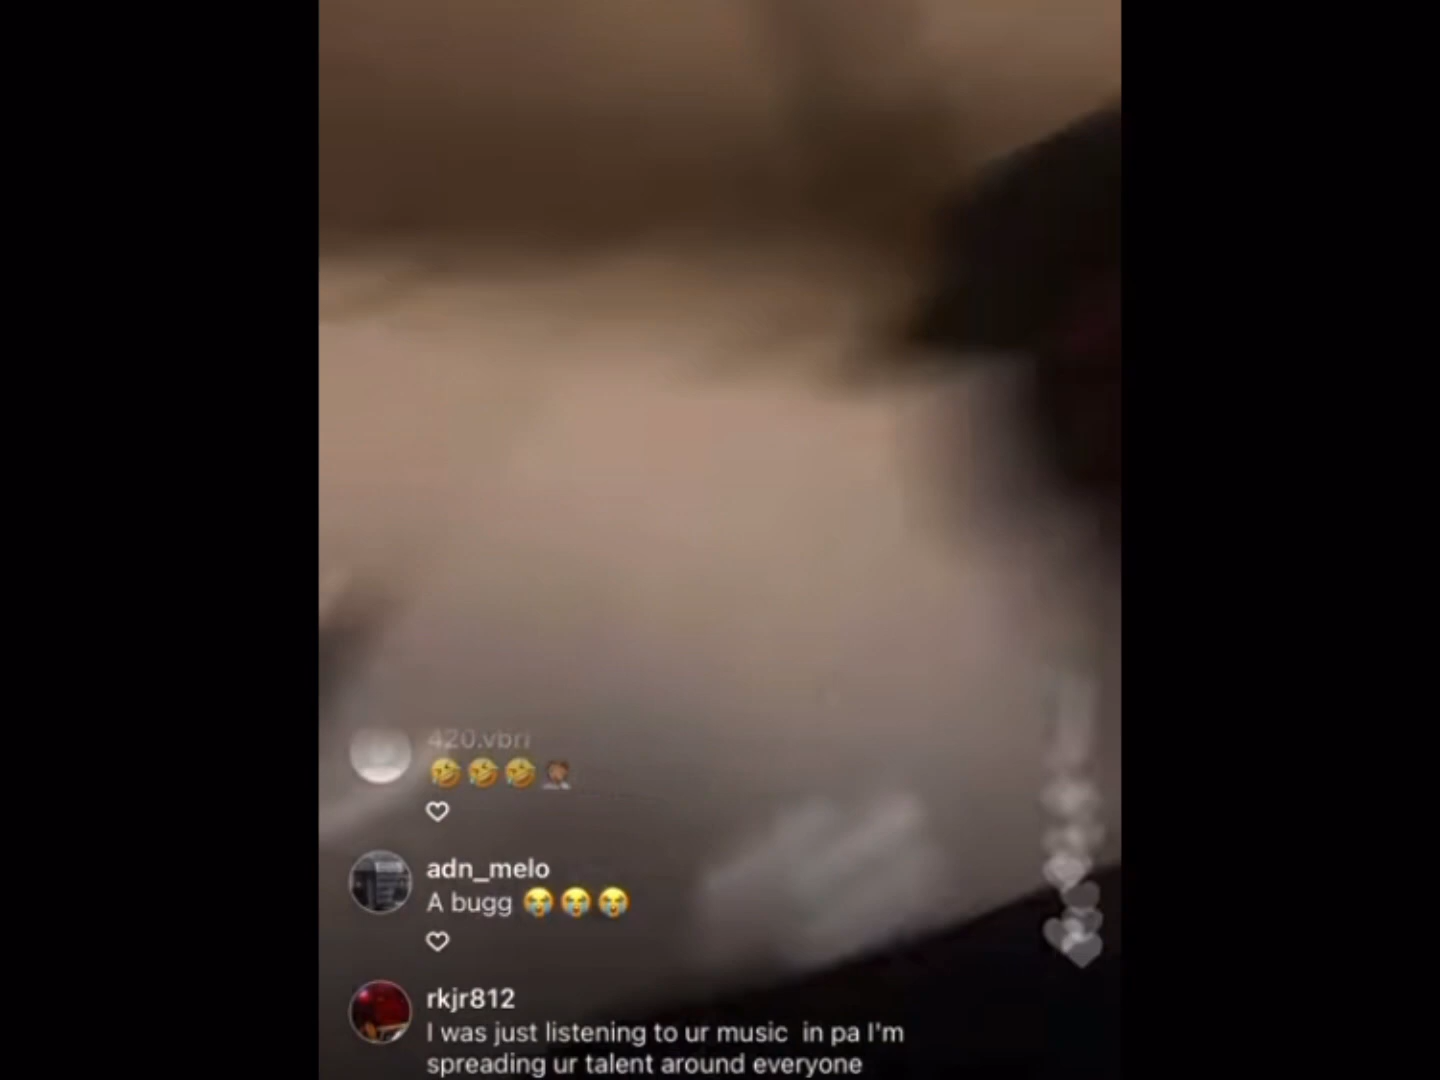 420.vbri
🤣🤣🤣🤦🏽
adn_melo
A bugg 😭😭😭
rkjr812
I was just listening to ur music in pa I'm
spreading ur talent around everyone